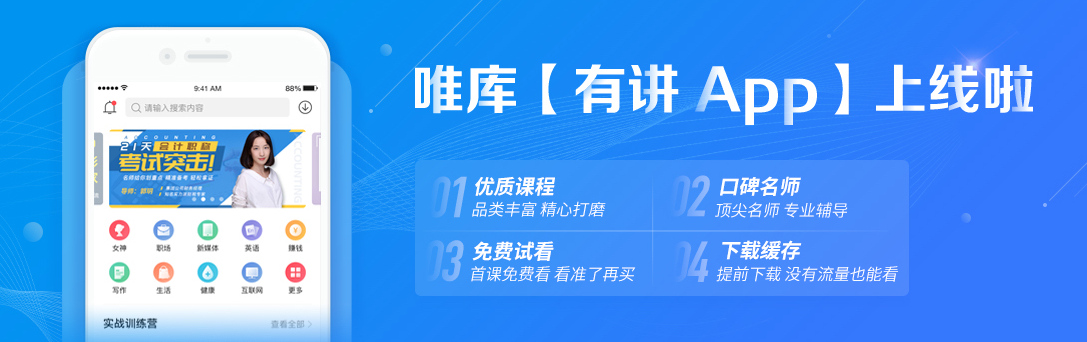 唯库【有讲 App】上线啦
01 优质课程
品类丰富 精心打磨
02 口碑名师
顶尖名师 专业辅导
03 免费试看
首课免费看 看准了再买
04 下载缓存
提前下载 没有流量也能看
9:41 AM
88%
请输入搜索内容
ACCOUNTING
21天 会计职称
考试突击!
ACCOUNTING
女神 职场 新媒体 英语 赚钱
写作 生活 健康 互联网 更多
实战训练营 查看全部 >